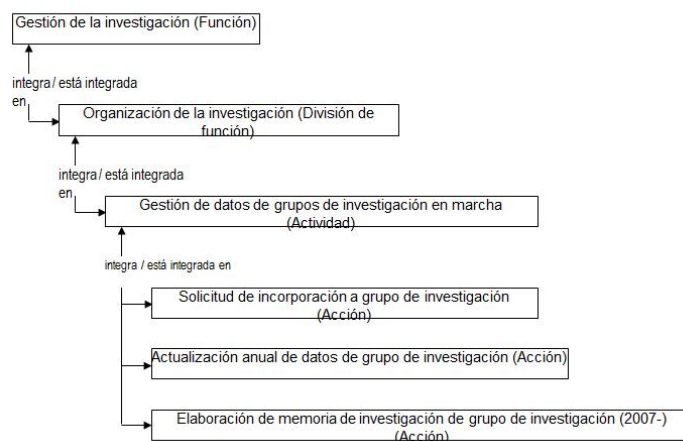 Gestión de la investigación (Función)
integra / está integrada
en
Organización de la investigación (División de
función)
integra / está integrada
en
Gestión de datos de grupos de investigación en marcha
(Actividad)
integra / está integrada en
Solicitud de incorporación a grupo de investigación
(Acción)
Actualización anual de datos de grupo de investigación (Acción)
Elaboración de memoria de investigación de grupo de investigación (2007-)
(Acción)